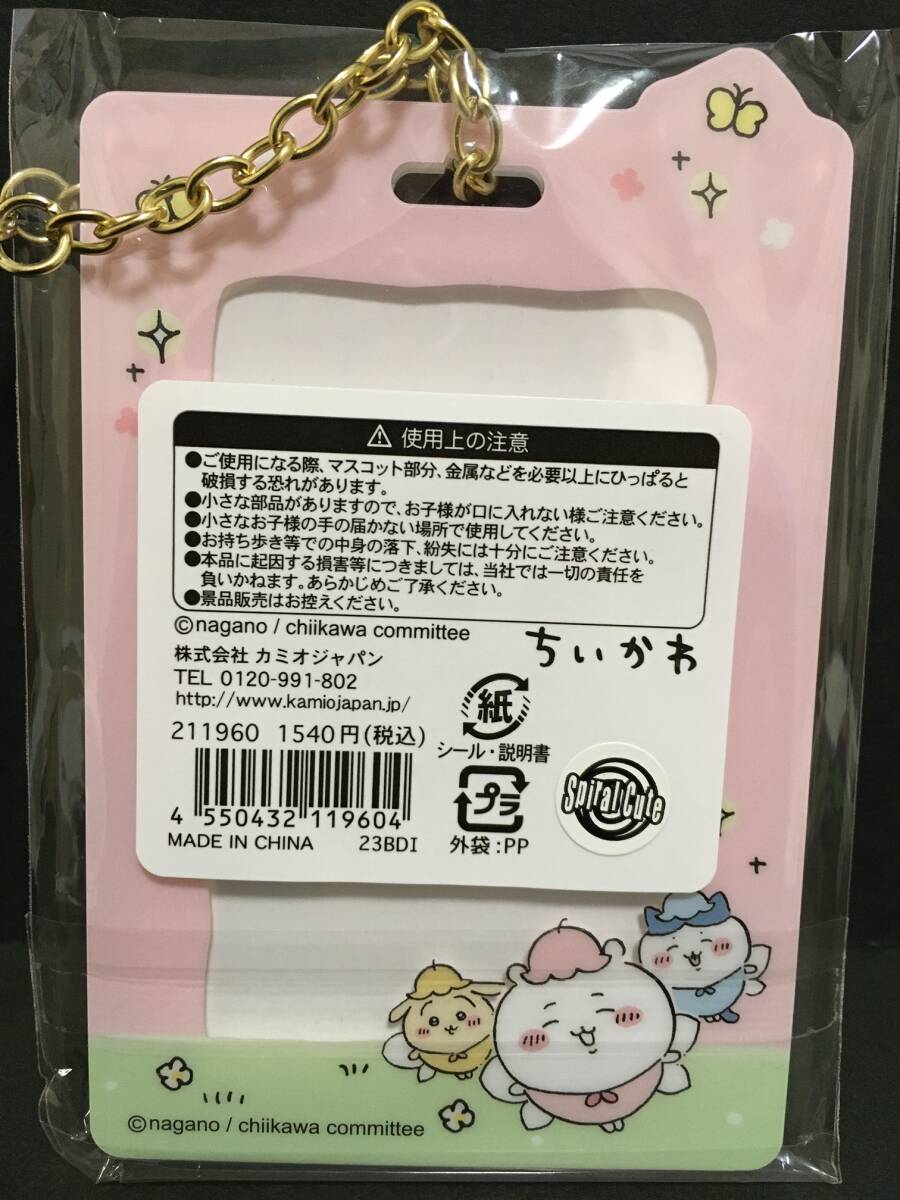 ⚠ 使用上の注意
●ご使用になる際、マスコット部分、金属などを必要以上にひっぱると
破損する恐れがあります。
●小さな部品がありますので、お子様が口に入れない様ご注意ください。
●小さなお子様の手の届かない場所で使用してください。
●お持ち歩き等での中身の落下、紛失には十分にご注意ください。
●本品に起因する損害等につきましては、当社では一切の責任を
負いかねます。あらかじめご了承ください。
●景品販売はお控えください。
©nagano / chiikawa committee
ちいかわ
株式会社 カミオジャパン
TEL 0120-991-802
http://www.kamiojapan.jp/
211960 1540円(税込)
紙
シール・説明書
4 550432 119604
プラ
外袋:PP
Spiral Cute
MADE IN CHINA 23BDI
©nagano / chiikawa committee